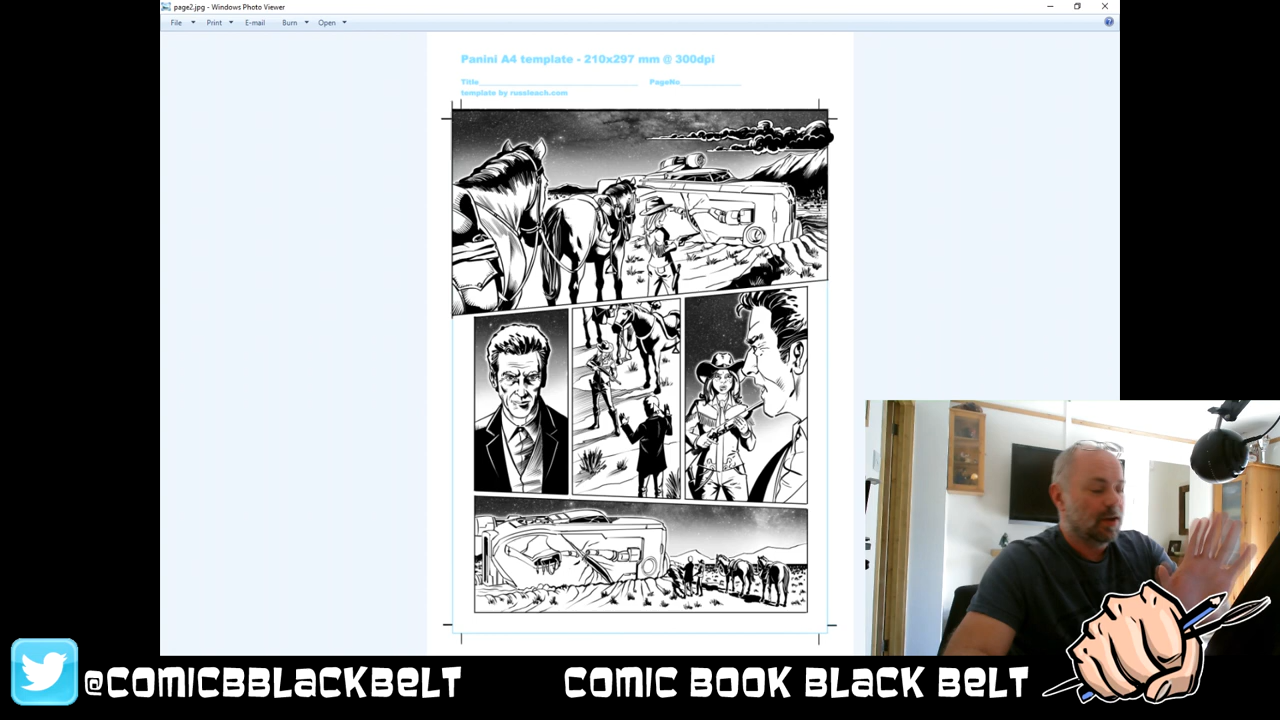 page2.jpg - Windows Photo Viewer
File Print E-mail Burn Open
Panini A4 template - 210x297 mm @ 300dpi
Title PageNo
template by russleach.com
@COMICBBLACKBELT COMIC BOOK BLACK BELT